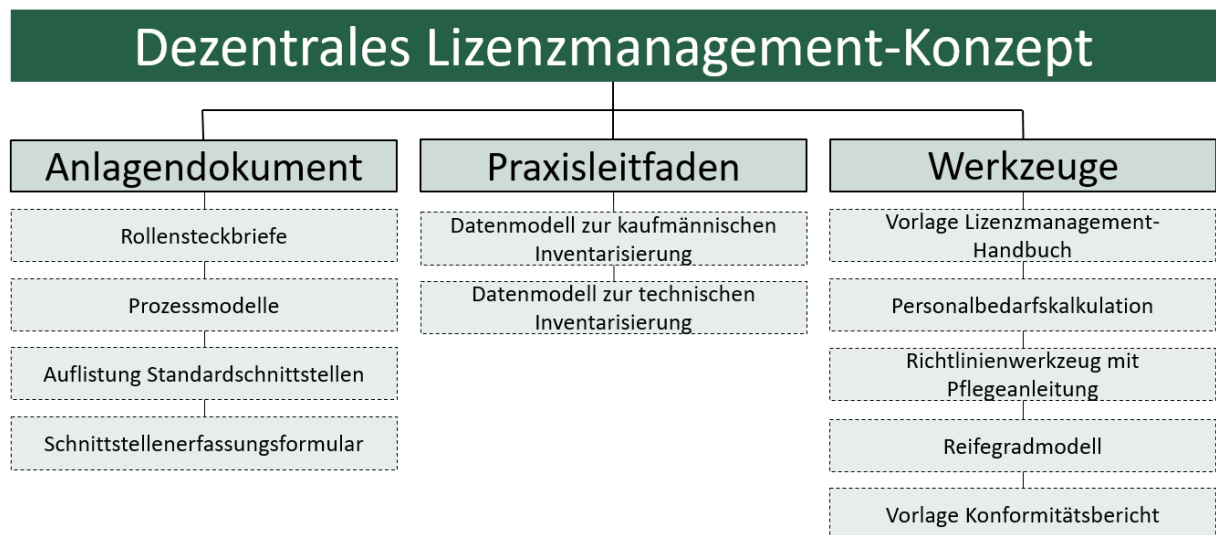 Dezentrales Lizenzmanagement-Konzept
Anlagendokument
Rollensteckbriefe
Prozessmodelle
Auflistung Standardschnittstellen
Schnittstellenerfassungsformular
Praxisleitfaden
Datenmodell zur kaufmännischen
Inventarisierung
Datenmodell zur technischen
Inventarisierung
Werkzeuge
Vorlage Lizenzmanagement-
Handbuch
Personalbedarfskalkulation
Richtlinienwerkzeug mit
Pflegeanleitung
Reifegradmodell
Vorlage Konformitätsbericht